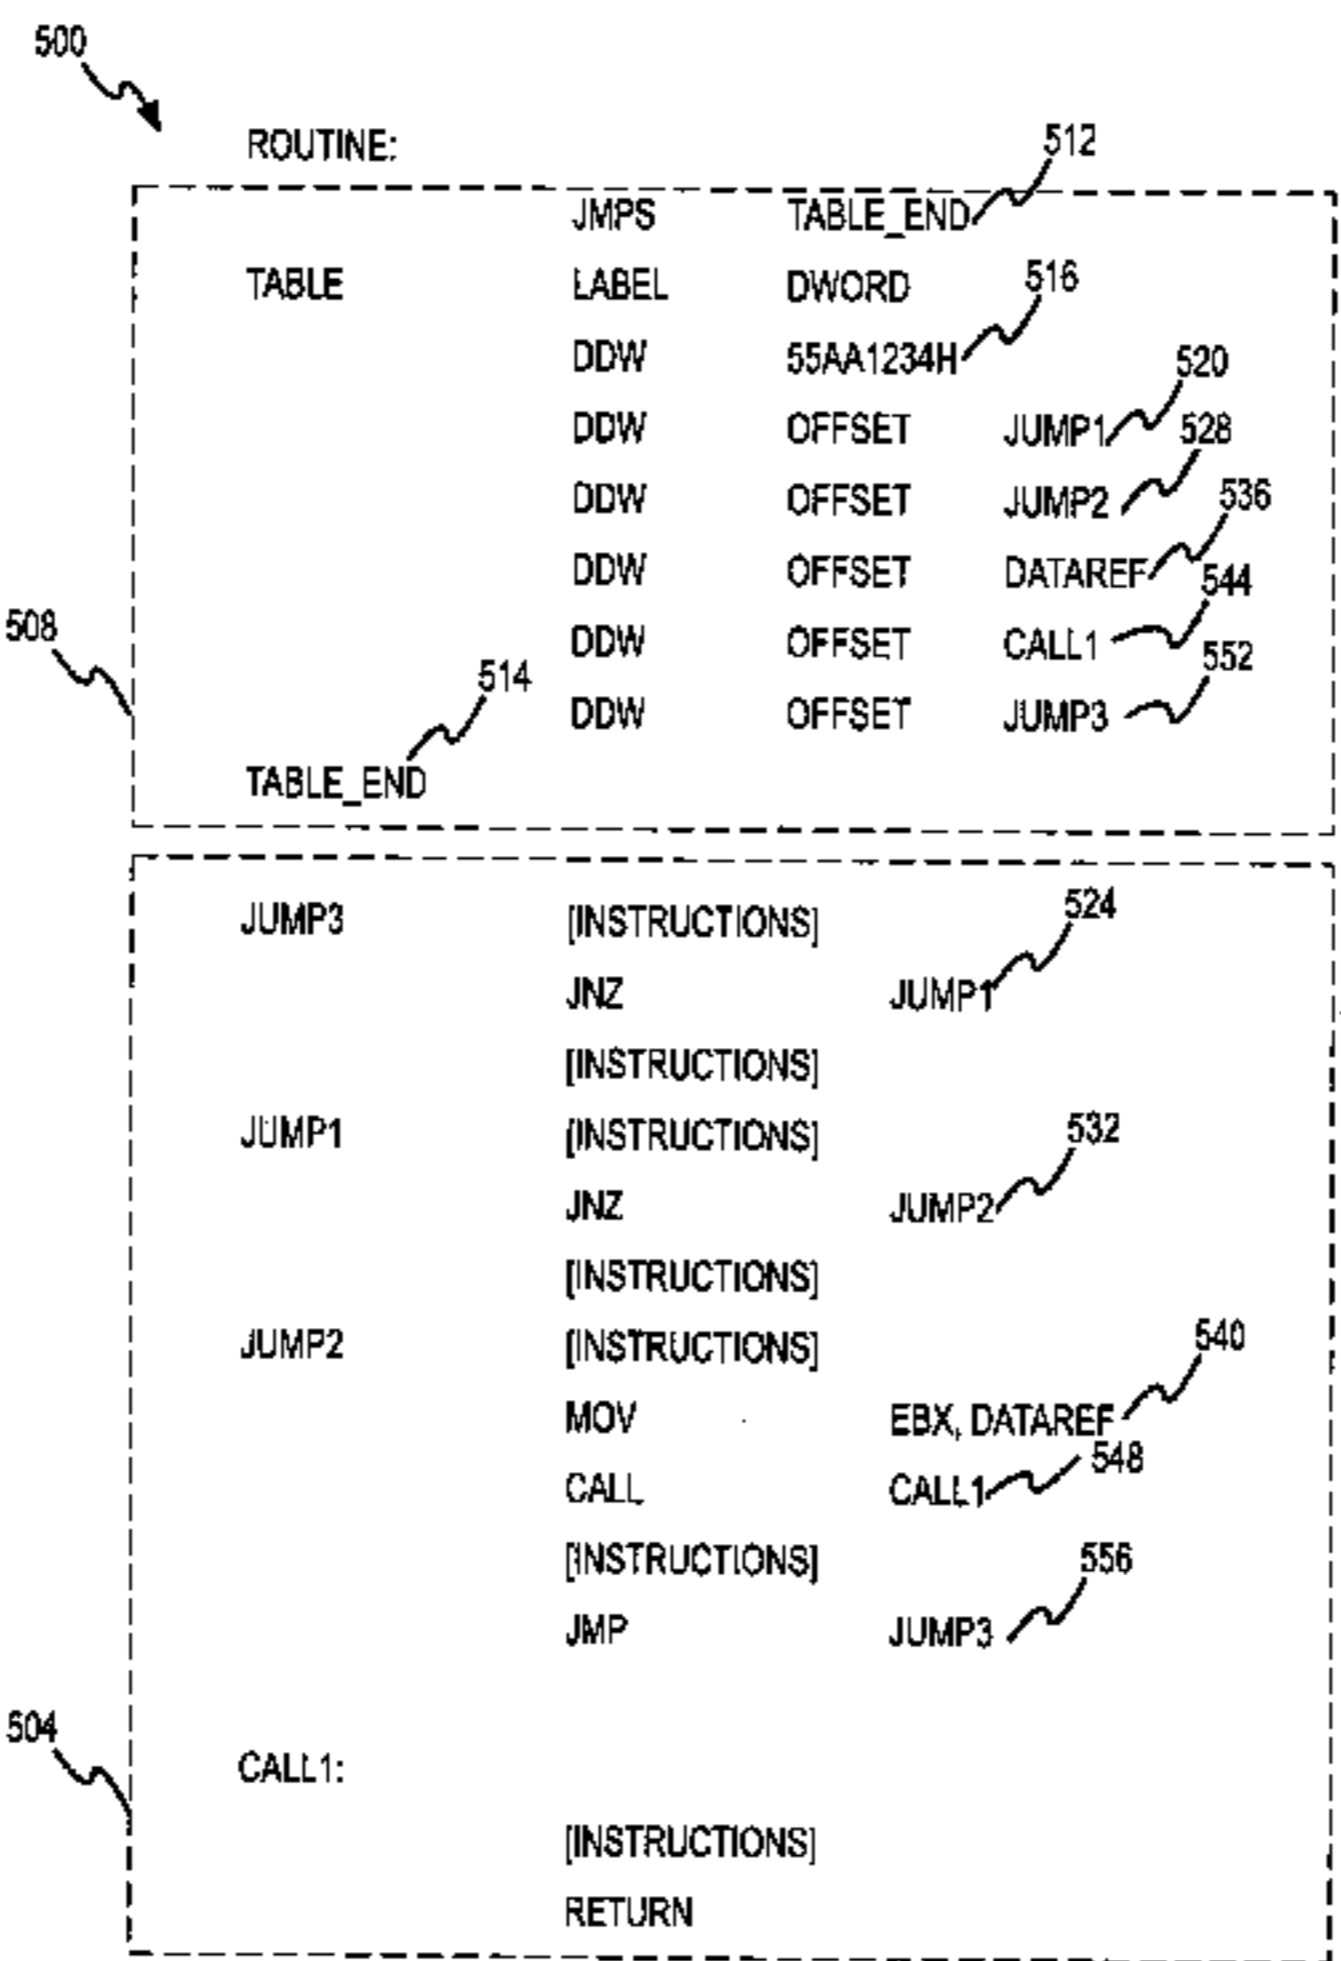 500
ROUTINE:
512
JMPS TABLE_END
TABLE LABEL DWORD
516
DDW 55AA1234H
520
DDW OFFSET JUMP1
528
DDW OFFSET JUMP2
536
DDW OFFSET DATAREF
544
508
DDW OFFSET CALL1
552
514
DDW OFFSET JUMP3
TABLE_END
524
JUMP3 [INSTRUCTIONS]
JNZ JUMP1
[INSTRUCTIONS]
532
JUMP1 [INSTRUCTIONS]
JNZ JUMP2
[INSTRUCTIONS]
540
JUMP2 [INSTRUCTIONS]
MOV EBX, DATAREF
548
CALL CALL1
[INSTRUCTIONS]
556
JMP JUMP3
504
CALL1:
[INSTRUCTIONS]
RETURN